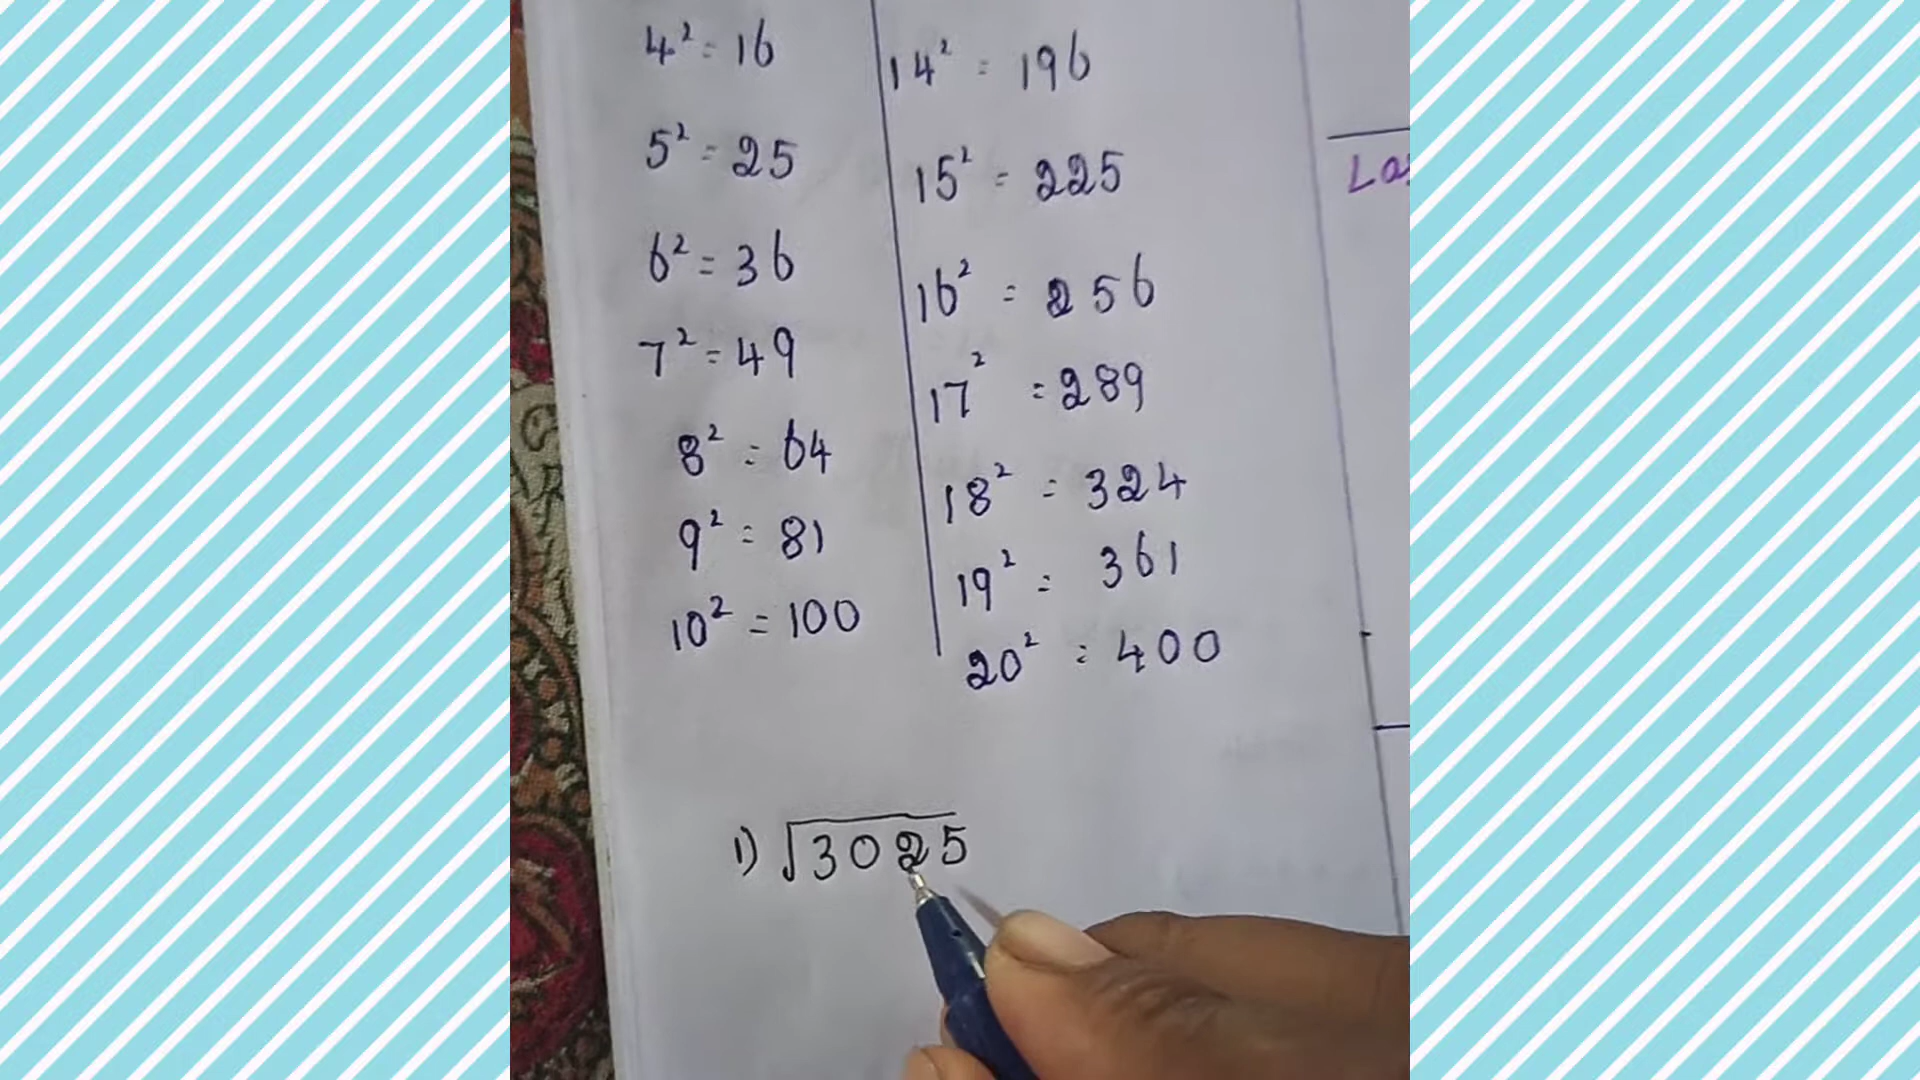 4² = 16
5² = 25
6² = 36
7² = 49
8² = 64
9² = 81
10² = 100
14² = 196
15² = 225
16² = 256
17² = 289
18² = 324
19² = 361
20² = 400
1) √3025